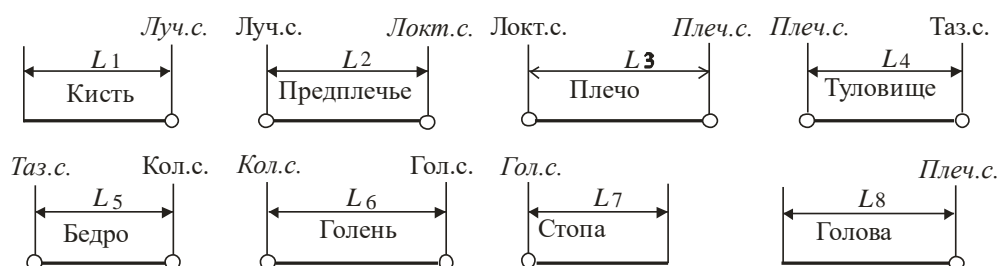 Луч.с. Луч.с. Локт.с. Локт.с. Плеч.с. Плеч.с. Таз.с.
L1 L2 L3 L4
Кисть Предплечье Плечо Туловище
Таз.с. Кол.с. Кол.с. Гол.с. Гол.с. Плеч.с.
L5 L6 L7 L8
Бедро Голень Стопа Голова